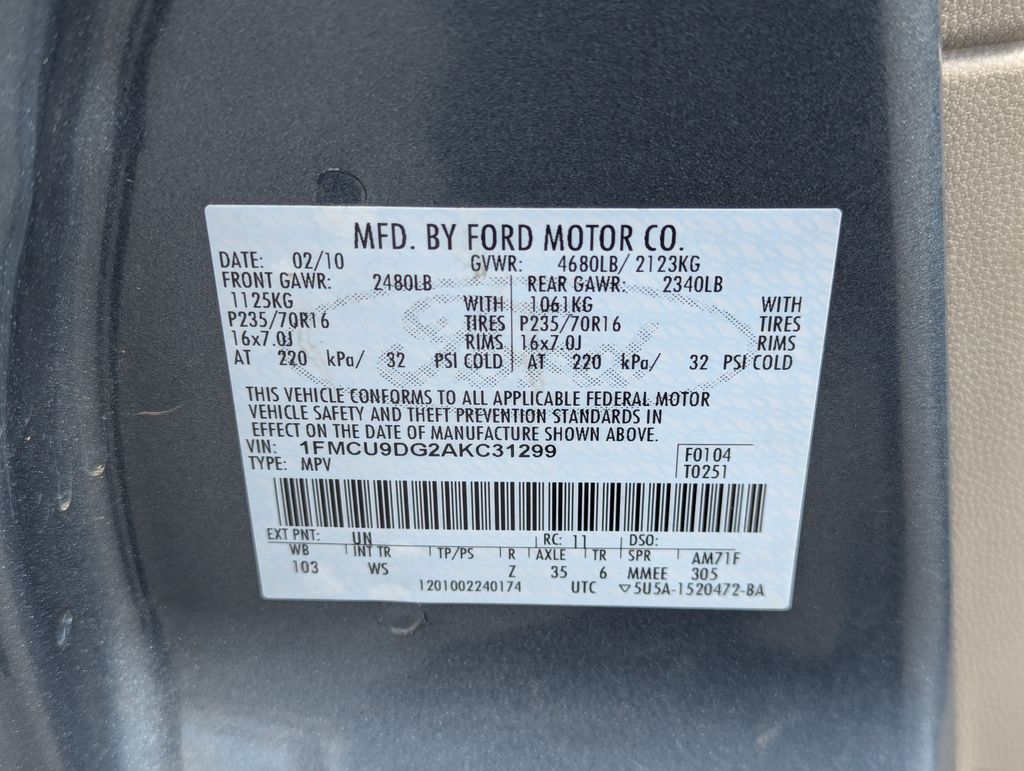 MFD. BY FORD MOTOR CO.
DATE: 02/10 GVWR: 4680LB/ 2123KG
FRONT GAWR: 2480LB REAR GAWR: 2340LB
1125KG WITH 1061KG WITH
P235/70R16 TIRES P235/70R16 TIRES
16x7.0J RIMS 16x7.0J RIMS
AT 220 kPa/ 32 PSI COLD AT 220 kPa/ 32 PSI COLD
THIS VEHICLE CONFORMS TO ALL APPLICABLE FEDERAL MOTOR
VEHICLE SAFETY AND THEFT PREVENTION STANDARDS IN
EFFECT ON THE DATE OF MANUFACTURE SHOWN ABOVE.
VIN: 1FMCU9DG2AKC31299 F0104
TYPE: MPV T0251
EXT PNT: UN RC: 11 DSO:
WB INT TR TP/PS R AXLE TR SPR AM71F
103 WS Z 35 6 MMEE 305
1201002240174 UTC ▽5U5A-1520472-BA